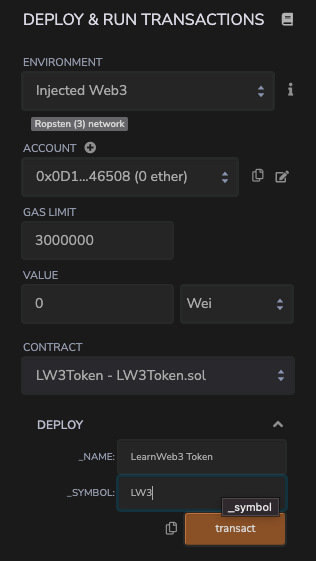 DEPLOY & RUN TRANSACTIONS
ENVIRONMENT
Injected Web3
Ropsten (3) network
ACCOUNT
0x0D1...46508 (0 ether)
GAS LIMIT
3000000
VALUE
0 Wei
CONTRACT
LW3Token - LW3Token.sol
DEPLOY
_NAME: LearnWeb3 Token
_SYMBOL: LW3
_symbol
transact